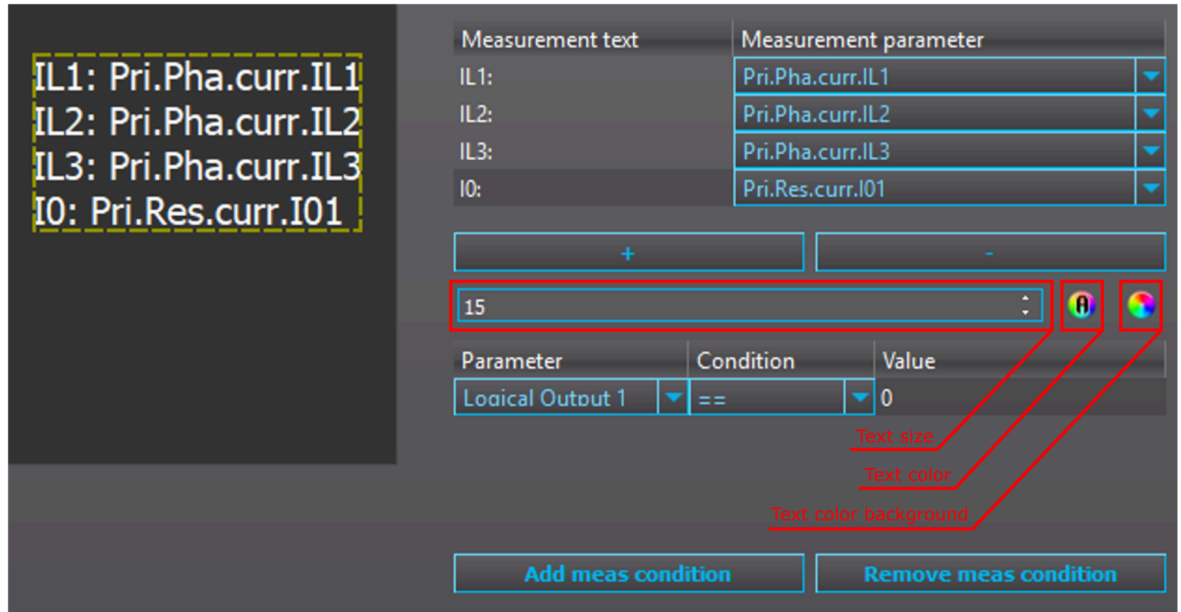 IL1: Pri.Pha.curr.IL1
IL2: Pri.Pha.curr.IL2
IL3: Pri.Pha.curr.IL3
I0: Pri.Res.curr.I01
Measurement text Measurement parameter
IL1: Pri.Pha.curr.IL1
IL2: Pri.Pha.curr.IL2
IL3: Pri.Pha.curr.IL3
I0: Pri.Res.curr.I01
+ -
15 A
Parameter Condition Value
Logical Output 1 == 0
Text size
Text color
Text color background
Add meas condition Remove meas condition